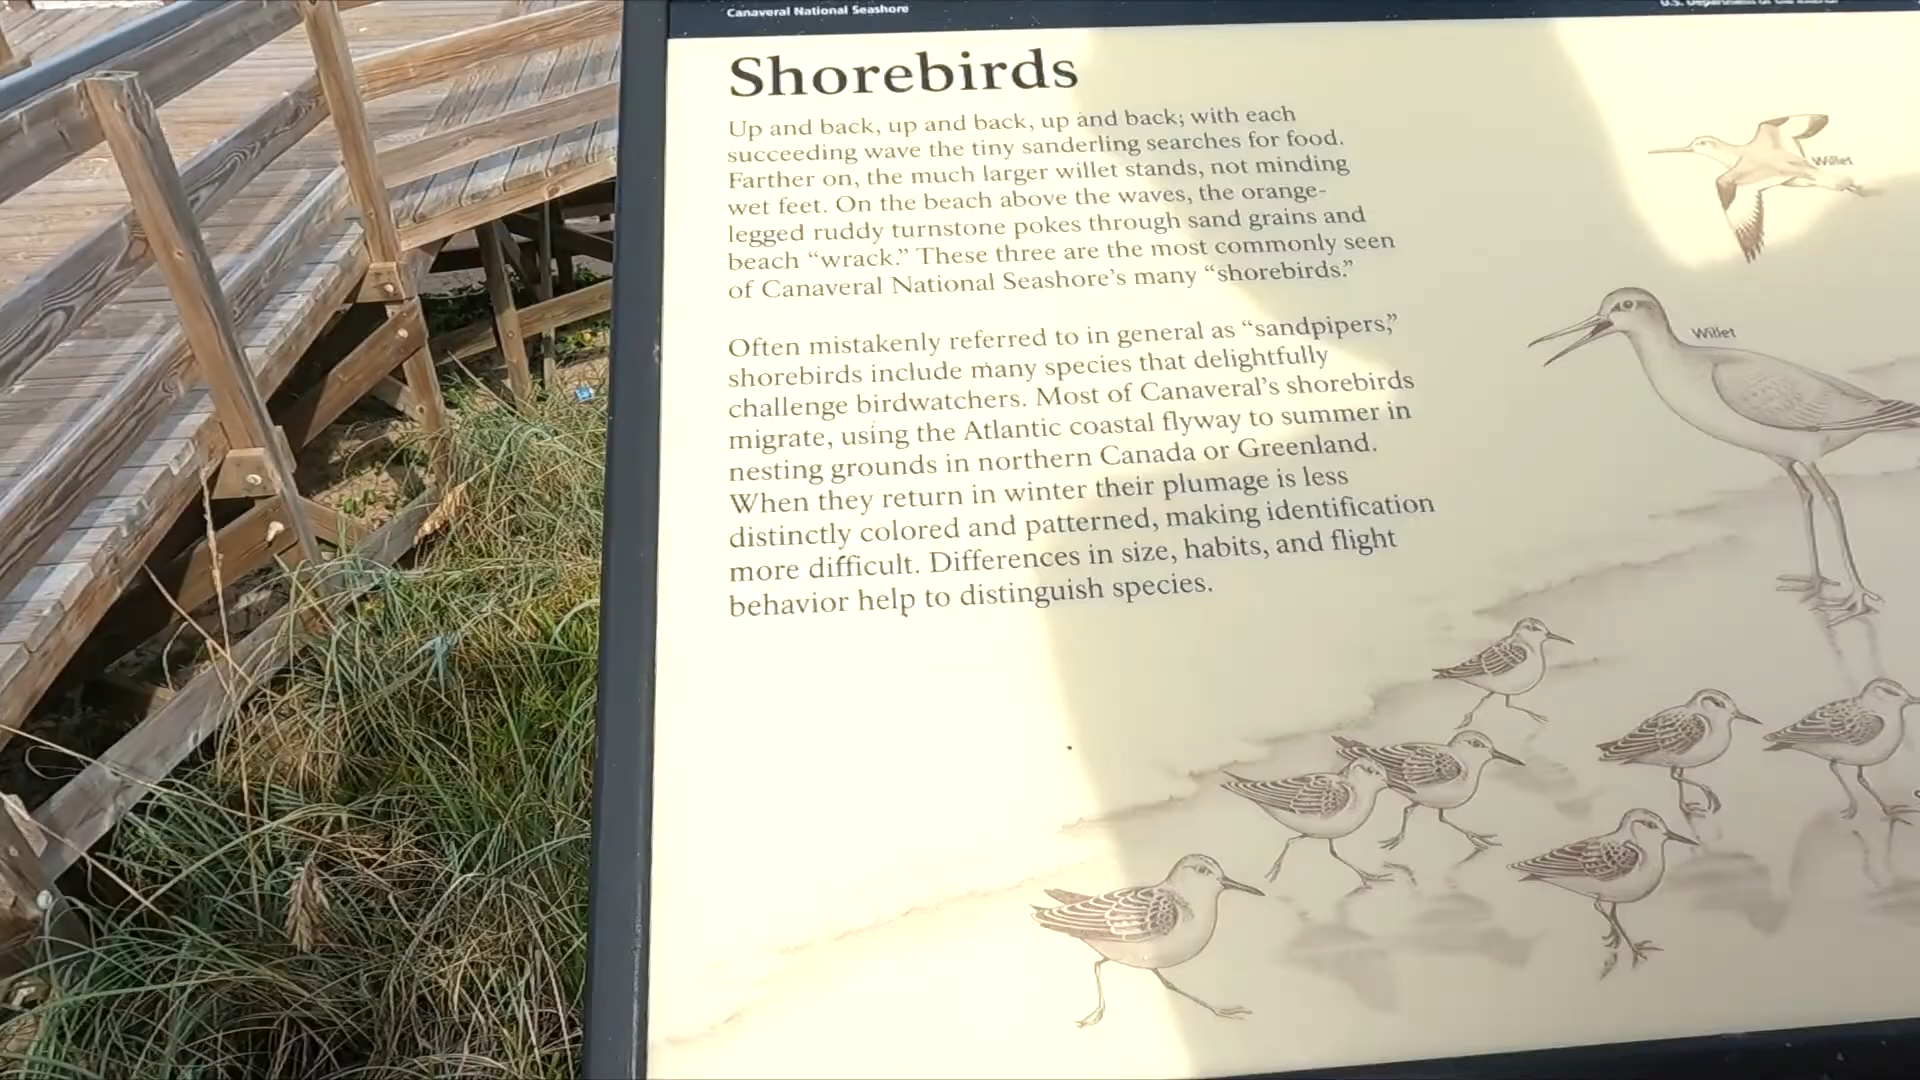 Canaveral National Seashore
U.S. Department of the Interior
Shorebirds
Up and back, up and back, up and back; with each
succeeding wave the tiny sanderling searches for food.
Farther on, the much larger willet stands, not minding
wet feet. On the beach above the waves, the orange-
legged ruddy turnstone pokes through sand grains and
beach “wrack.” These three are the most commonly seen
of Canaveral National Seashore’s many “shorebirds.”
Often mistakenly referred to in general as “sandpipers,”
shorebirds include many species that delightfully
challenge birdwatchers. Most of Canaveral’s shorebirds
migrate, using the Atlantic coastal flyway to summer in
nesting grounds in northern Canada or Greenland.
When they return in winter their plumage is less
distinctly colored and patterned, making identification
more difficult. Differences in size, habits, and flight
behavior help to distinguish species.
Willet
Willet